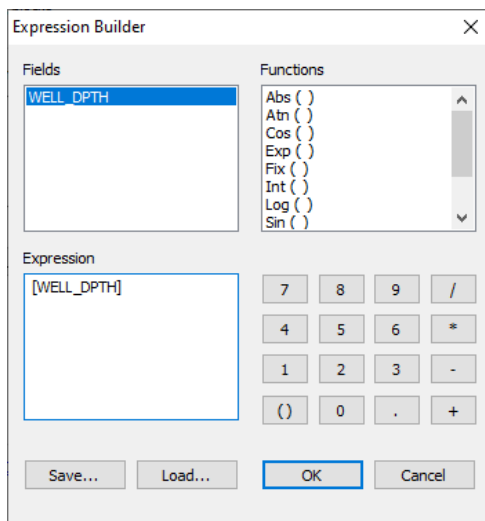 Expression Builder
Fields
WELL_DPTH
Functions
Abs ( )
Atn ( )
Cos ( )
Exp ( )
Fix ( )
Int ( )
Log ( )
Sin ( )
Expression
[WELL_DPTH]
7 8 9 /
4 5 6 *
1 2 3 -
( ) 0 . +
Save... Load... OK Cancel